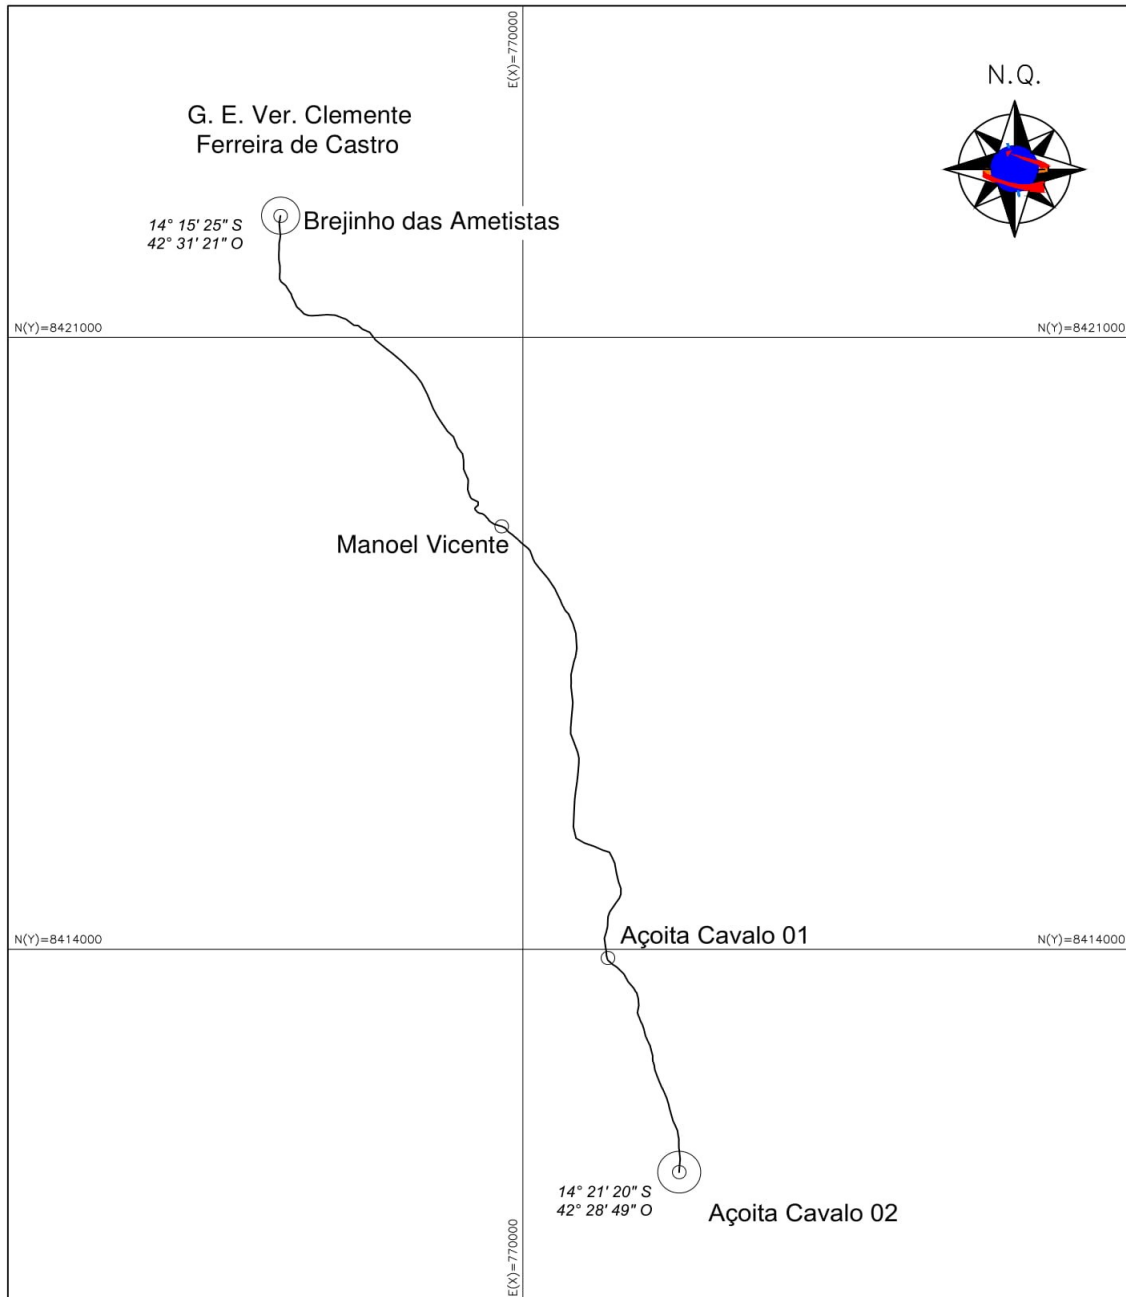 E(X)=770000
N.Q.
G. E. Ver. Clemente
Ferreira de Castro
14° 15' 25" S
42° 31' 21" O
Brejinho das Ametistas
N(Y)=8421000
N(Y)=8421000
Manoel Vicente
Açoita Cavalo 01
N(Y)=8414000
N(Y)=8414000
14° 21' 20" S
42° 28' 49" O
Açoita Cavalo 02
E(X)=770000